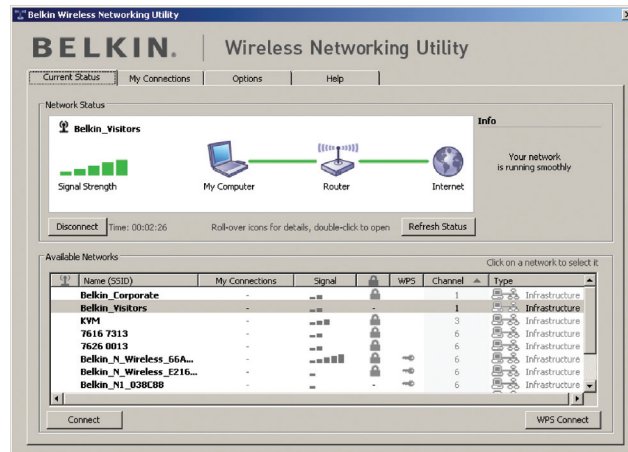 Belkin Wireless Networking Utility
BELKIN. | Wireless Networking Utility
Current Status My Connections Options Help
Network Status
Belkin_Visitors
Signal Strength My Computer Router Internet
Info
Your network
is running smoothly
Disconnect Time: 00:02:26 Roll-over icons for details, double-click to open Refresh Status
Available Networks
Click on a network to select it
Name (SSID) My Connections Signal WPS Channel Type
Belkin_Corporate - 1 Infrastructure
Belkin_Visitors - - 1 Infrastructure
KVM - 3 Infrastructure
7616 7313 - 6 Infrastructure
7626 0013 - 6 Infrastructure
Belkin_N_Wireless_66A... - 6 Infrastructure
Belkin_N_Wireless_E216... - 6 Infrastructure
Belkin_N1_038C88 - - 6 Infrastructure
Connect WPS Connect